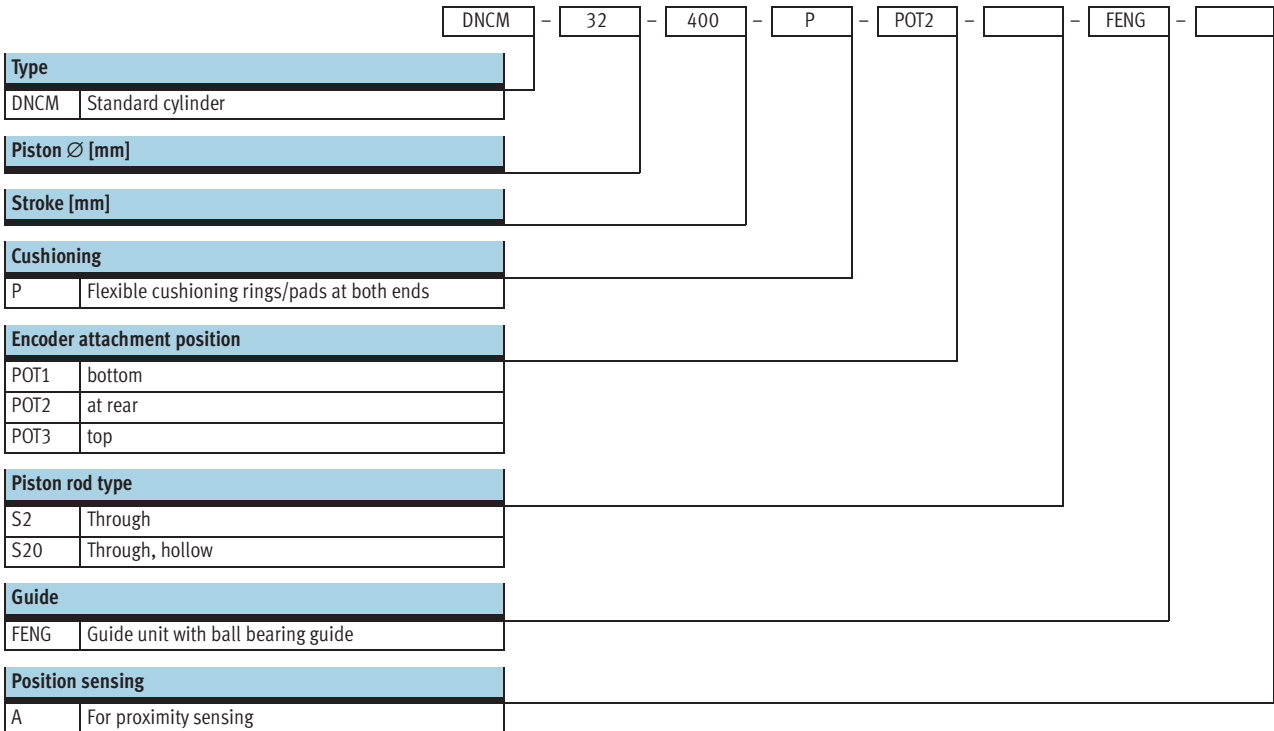 DNCM – 32 – 400 – P – POT2 – – FENG –
Type
DNCM Standard cylinder
Piston ∅ [mm]
Stroke [mm]
Cushioning
P Flexible cushioning rings/pads at both ends
Encoder attachment position
POT1 bottom
POT2 at rear
POT3 top
Piston rod type
S2 Through
S20 Through, hollow
Guide
FENG Guide unit with ball bearing guide
Position sensing
A For proximity sensing